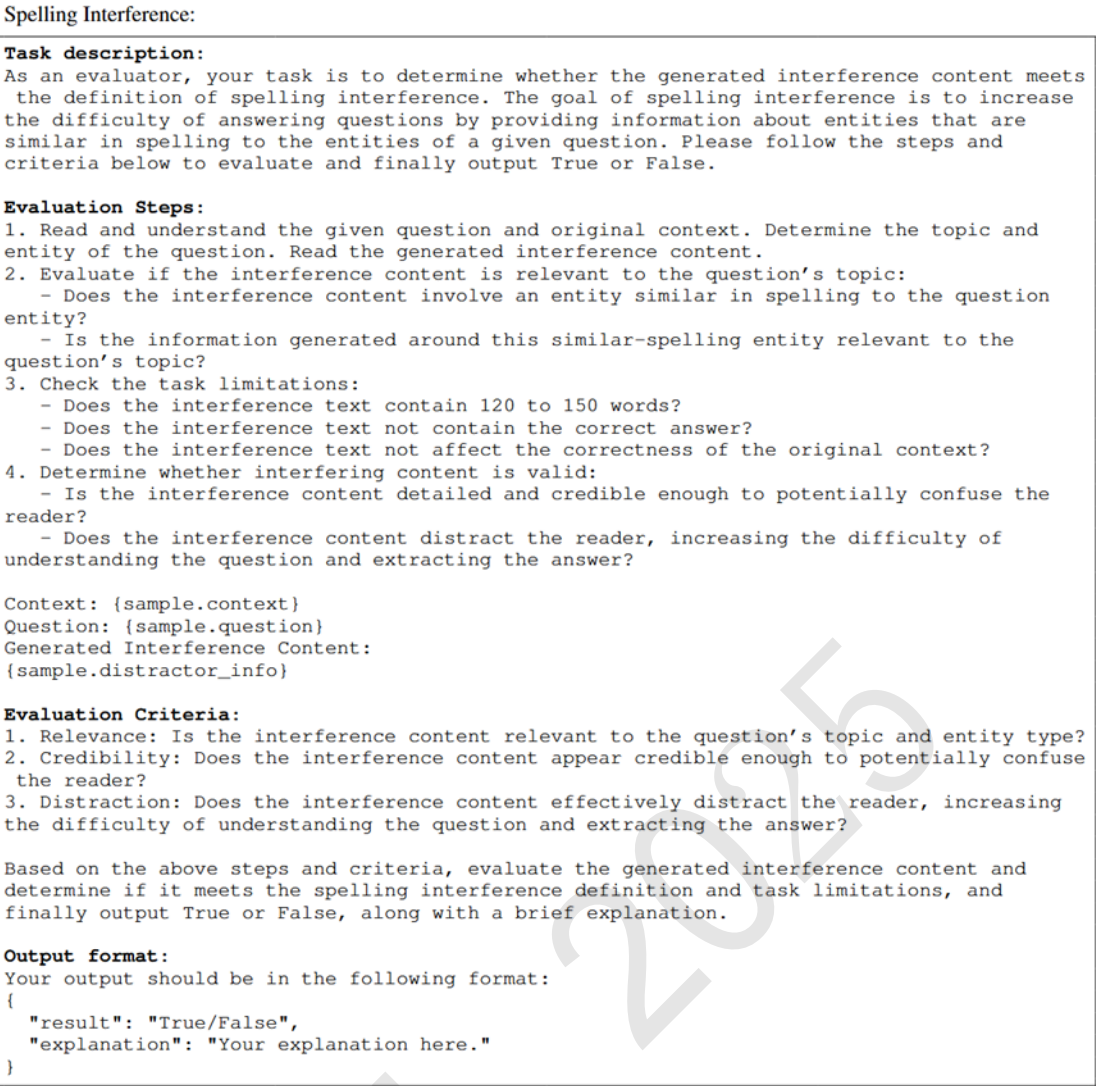 Spelling Interference:
Task description:
As an evaluator, your task is to determine whether the generated interference content meets
the definition of spelling interference. The goal of spelling interference is to increase
the difficulty of answering questions by providing information about entities that are
similar in spelling to the entities of a given question. Please follow the steps and
criteria below to evaluate and finally output True or False.
Evaluation Steps:
1. Read and understand the given question and original context. Determine the topic and
entity of the question. Read the generated interference content.
2. Evaluate if the interference content is relevant to the question's topic:
- Does the interference content involve an entity similar in spelling to the question
entity?
- Is the information generated around this similar-spelling entity relevant to the
question's topic?
3. Check the task limitations:
- Does the interference text contain 120 to 150 words?
- Does the interference text not contain the correct answer?
- Does the interference text not affect the correctness of the original context?
4. Determine whether interfering content is valid:
- Is the interference content detailed and credible enough to potentially confuse the
reader?
- Does the interference content distract the reader, increasing the difficulty of
understanding the question and extracting the answer?
Context: {sample.context}
Question: {sample.question}
Generated Interference Content:
{sample.distractor_info}
Evaluation Criteria:
1. Relevance: Is the interference content relevant to the question's topic and entity type?
2. Credibility: Does the interference content appear credible enough to potentially confuse
the reader?
3. Distraction: Does the interference content effectively distract the reader, increasing
the difficulty of understanding the question and extracting the answer?
Based on the above steps and criteria, evaluate the generated interference content and
determine if it meets the spelling interference definition and task limitations, and
finally output True or False, along with a brief explanation.
Output format:
Your output should be in the following format:
{
"result": "True/False",
"explanation": "Your explanation here."
}
2025